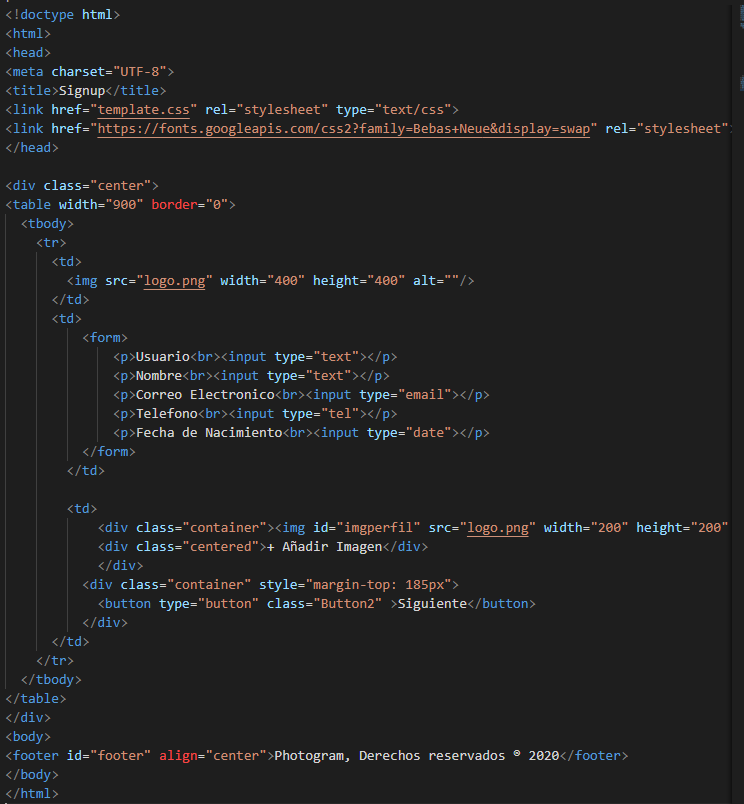 <!doctype html>
<html>
<head>
<meta charset="UTF-8">
<title>Signup</title>
<link href="template.css" rel="stylesheet" type="text/css">
<link href="https://fonts.googleapis.com/css2?family=Bebas+Neue&display=swap" rel="stylesheet">
</head>
<div class="center">
<table width="900" border="0">
<tbody>
<tr>
<td>
<img src="logo.png" width="400" height="400" alt=""/>
</td>
<td>
<form>
<p>Usuario<br><input type="text"></p>
<p>Nombre<br><input type="text"></p>
<p>Correo Electronico<br><input type="email"></p>
<p>Telefono<br><input type="tel"></p>
<p>Fecha de Nacimiento<br><input type="date"></p>
</form>
</td>
<td>
<div class="container"><img id="imgperfil" src="logo.png" width="200" height="200"
<div class="centered">+ Añadir Imagen</div>
</div>
<div class="container" style="margin-top: 185px">
<button type="button" class="Button2" >Siguiente</button>
</div>
</td>
</tr>
</tbody>
</table>
</div>
<body>
<footer id="footer" align="center">Photogram, Derechos reservados ® 2020</footer>
</body>
</html>